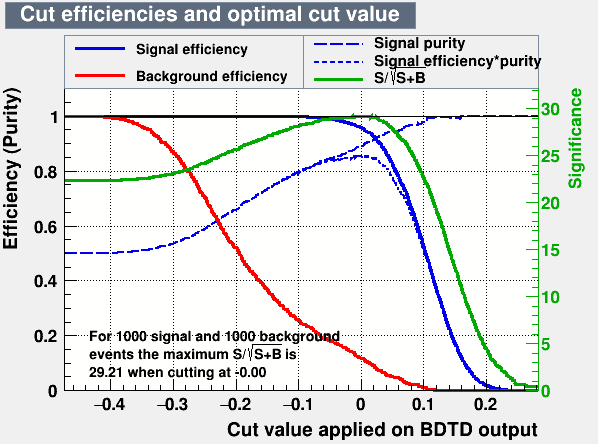 Cut efficiencies and optimal cut value
Signal efficiency
Background efficiency
Signal purity
Signal efficiency*purity
S/√S+B
Efficiency (Purity)
1
0.8
0.6
0.4
0.2
0
Significance
30
25
20
15
10
5
0
For 1000 signal and 1000 background
events the maximum S/√S+B is
29.21 when cutting at -0.00
−0.4 −0.3 −0.2 −0.1 0 0.1 0.2
Cut value applied on BDTD output